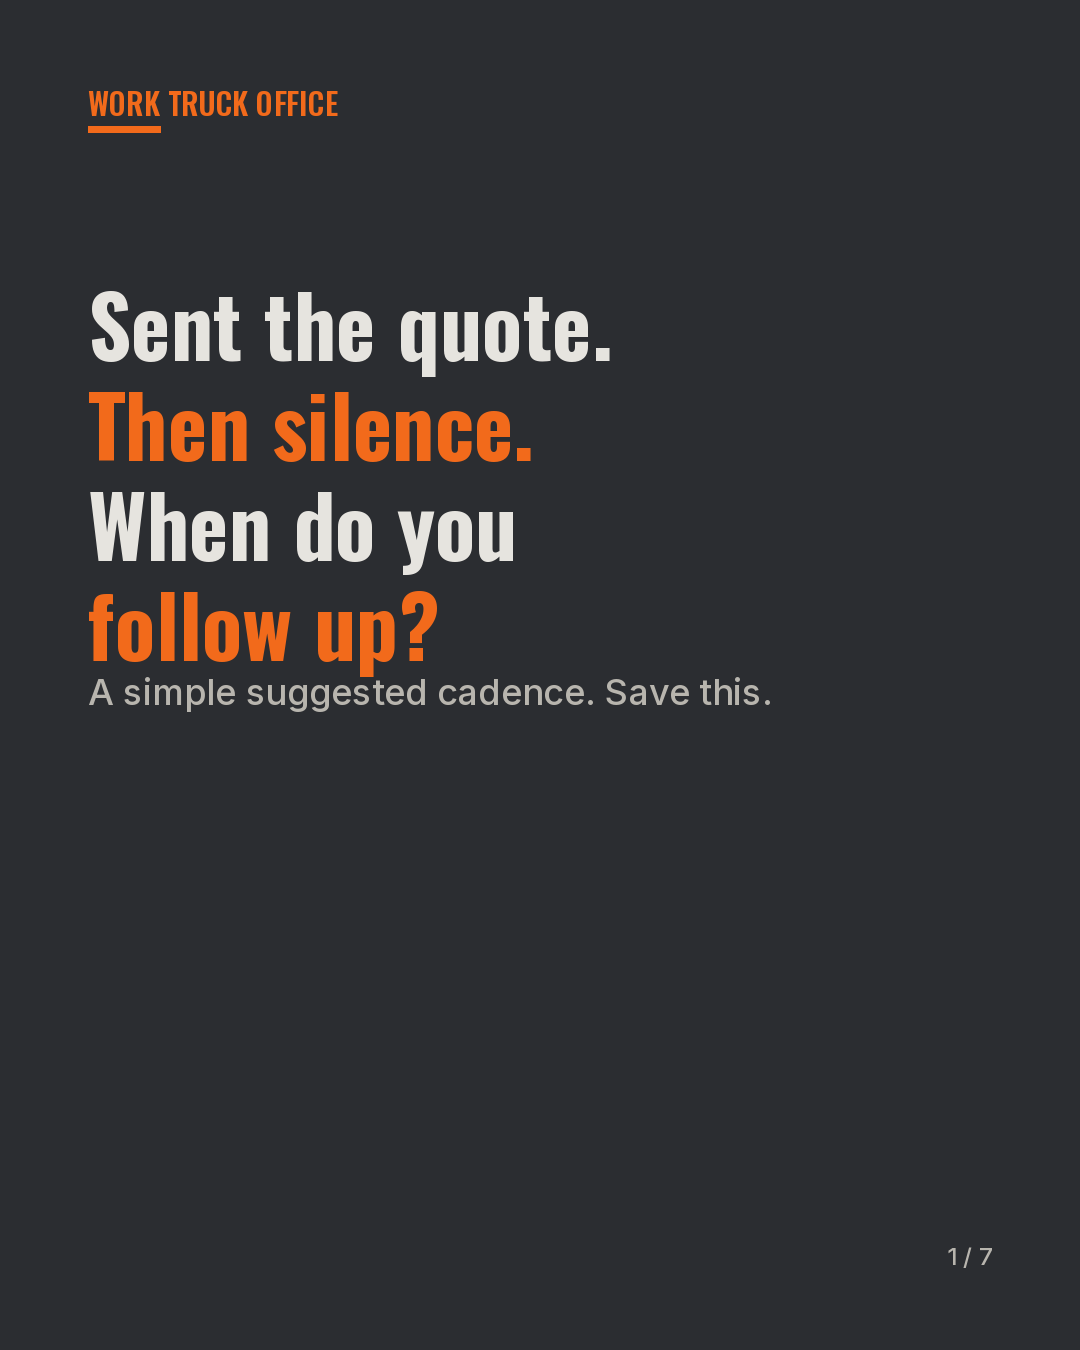 WORK TRUCK OFFICE
Sent the quote.
Then silence.
When do you
follow up?
A simple suggested cadence. Save this.
1 / 7